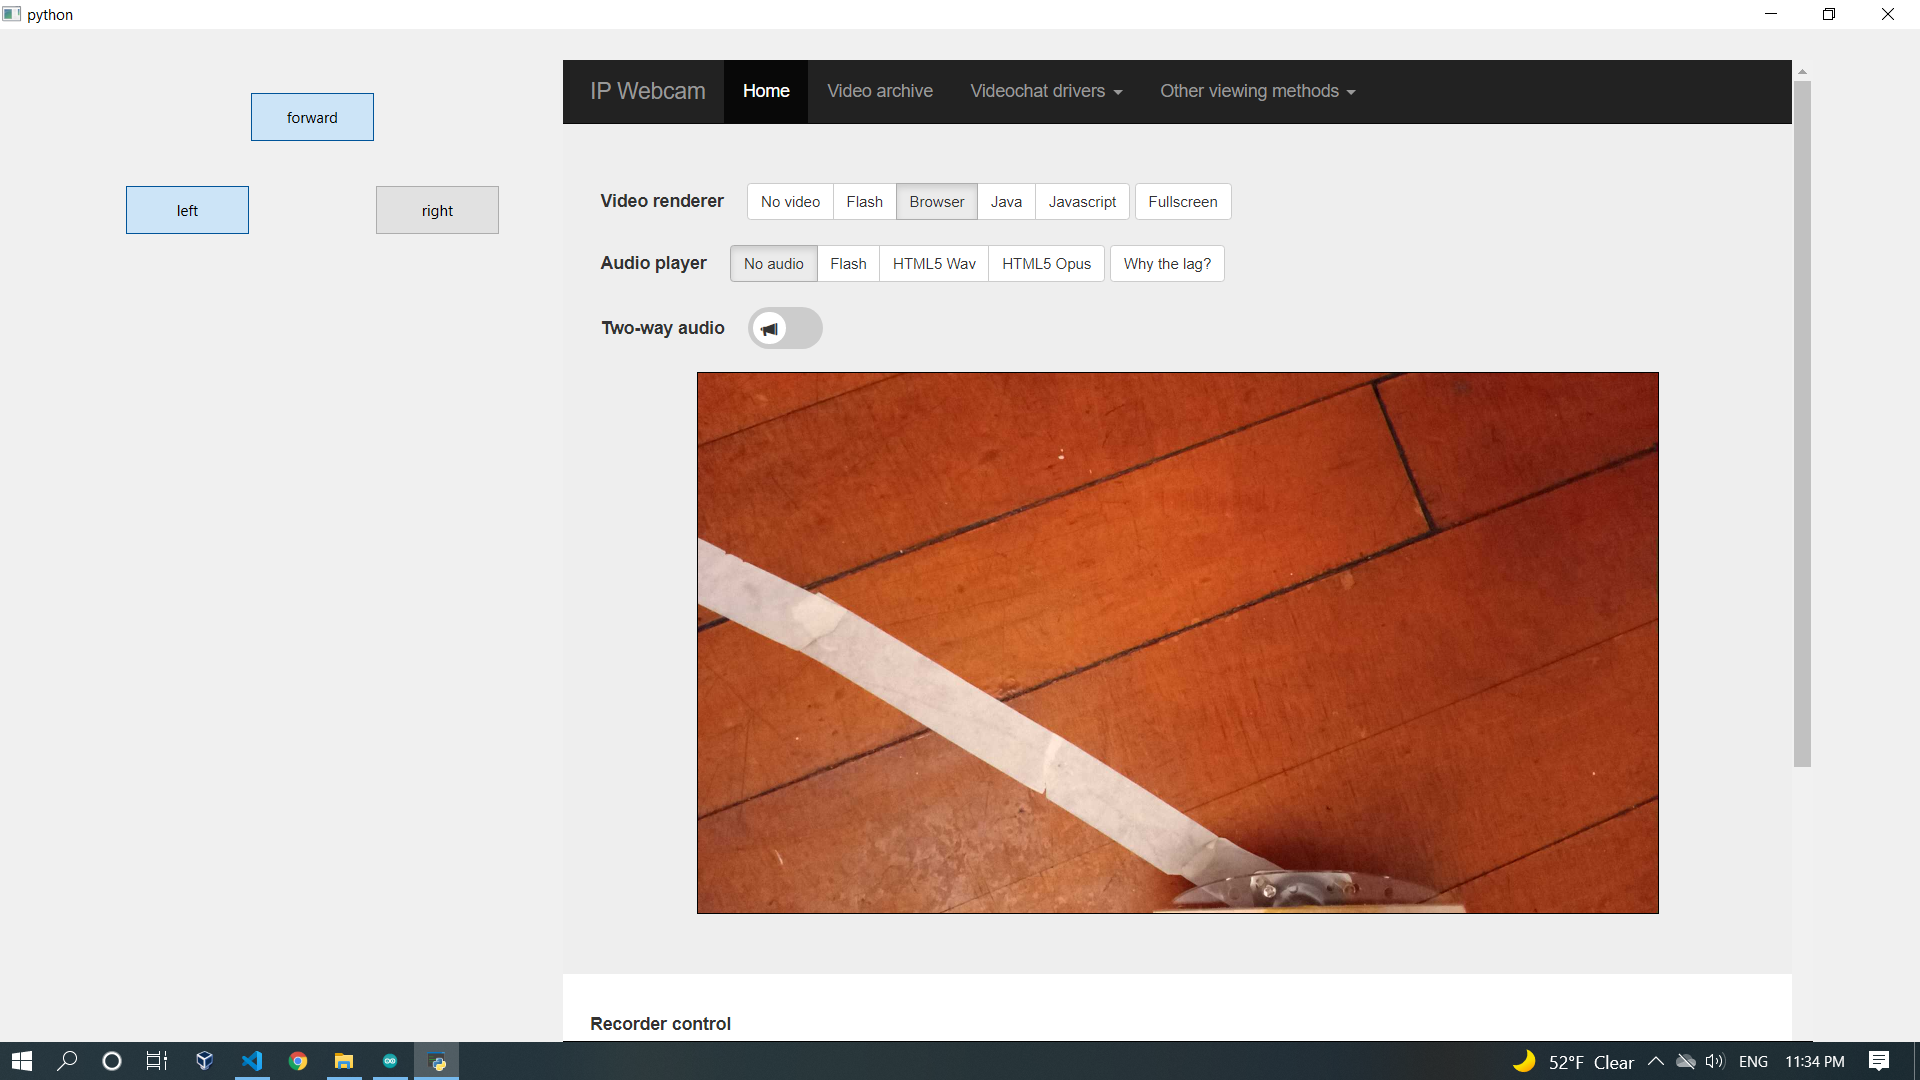 python
forward
left right
IP Webcam Home Video archive Videochat drivers Other viewing methods
Video renderer No video Flash Browser Java Javascript Fullscreen
Audio player No audio Flash HTML5 Wav HTML5 Opus Why the lag?
Two-way audio
Recorder control
52°F Clear ENG 11:34 PM